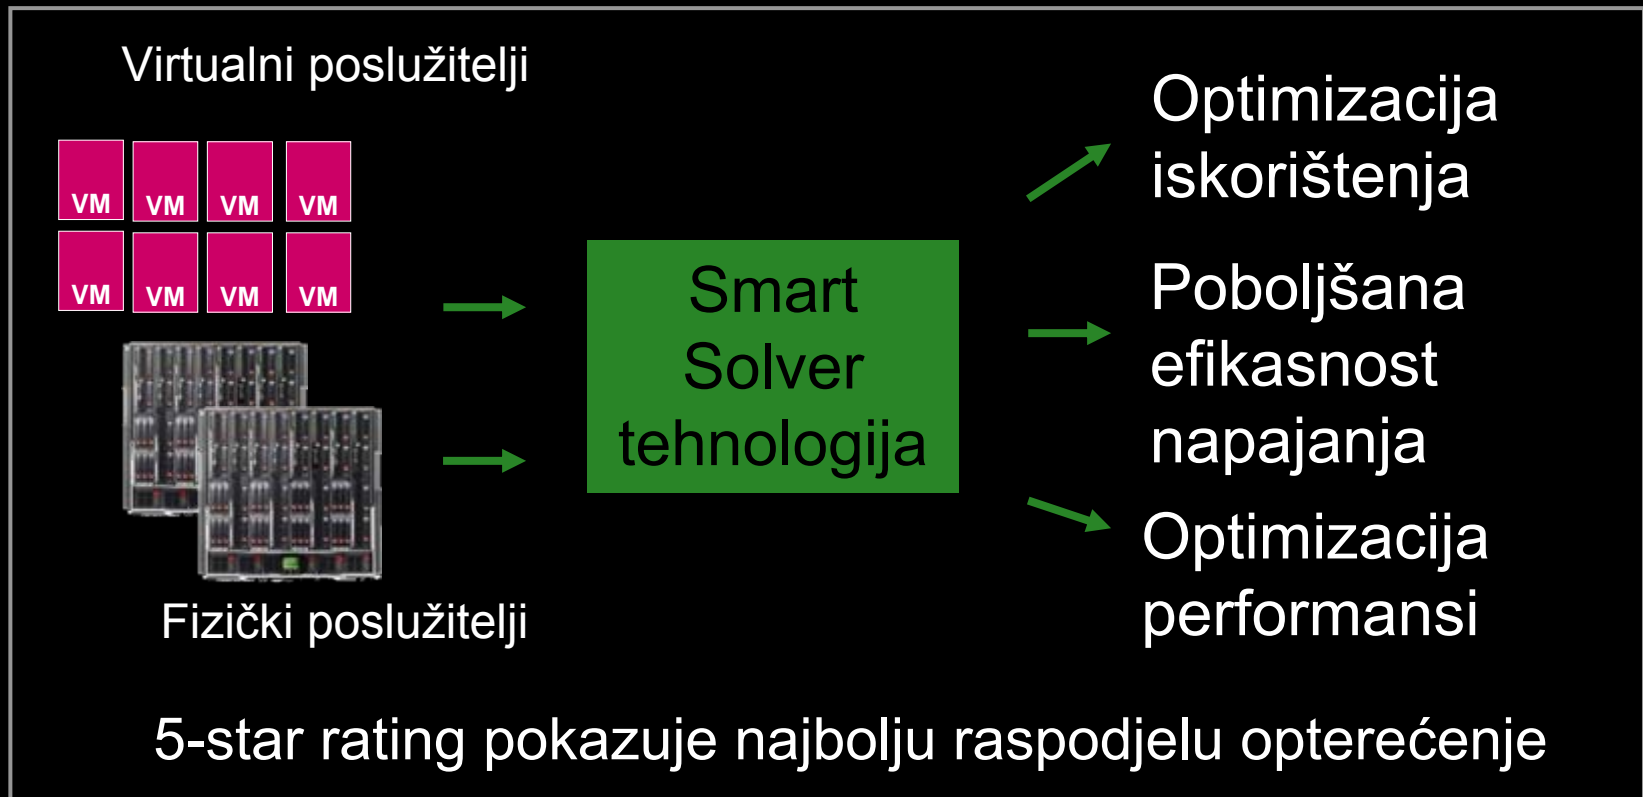 Virtualni poslužitelji
VM VM VM VM
VM VM VM VM
Fizički poslužitelji
Smart
Solver
tehnologija
Optimizacija
iskorištenja
Poboljšana
efikasnost
napajanja
Optimizacija
performansi
5-star rating pokazuje najbolju raspodjelu opterećenje